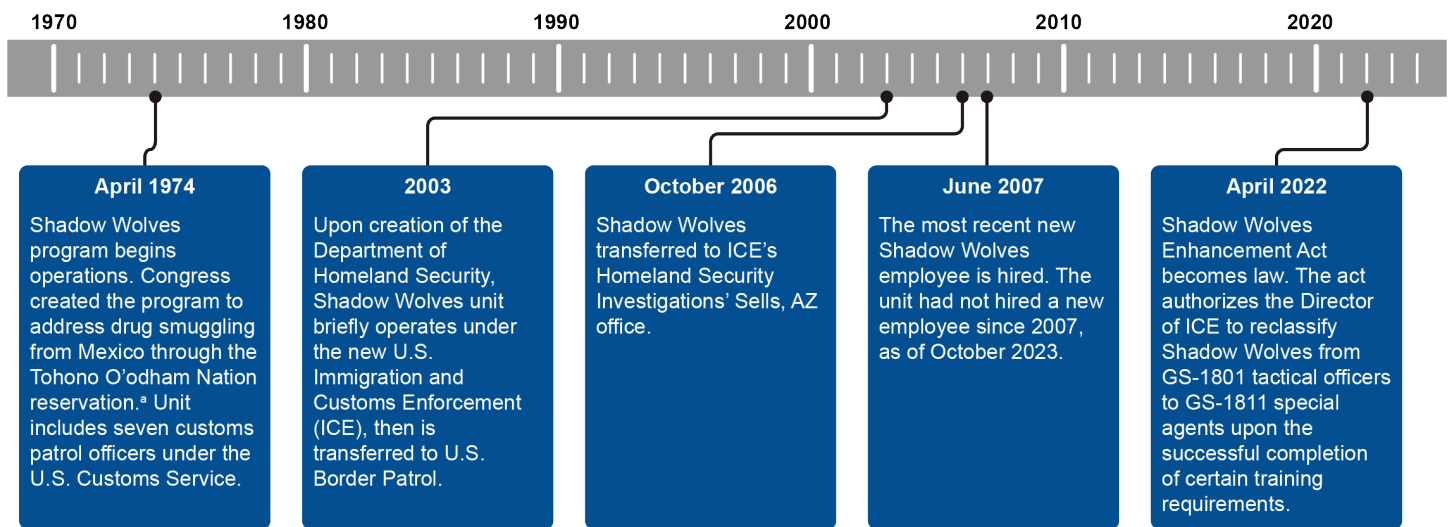 1970 1980 1990 2000 2010 2020
April 1974
Shadow Wolves
program begins
operations. Congress
created the program to
address drug smuggling
from Mexico through the
Tohono O’odham Nation
reservation.ª Unit
includes seven customs
patrol officers under the
U.S. Customs Service.
2003
Upon creation of the
Department of
Homeland Security,
Shadow Wolves unit
briefly operates under
the new U.S.
Immigration and
Customs Enforcement
(ICE), then is
transferred to U.S.
Border Patrol.
October 2006
Shadow Wolves
transferred to ICE’s
Homeland Security
Investigations’ Sells, AZ
office.
June 2007
The most recent new
Shadow Wolves
employee is hired. The
unit had not hired a new
employee since 2007,
as of October 2023.
April 2022
Shadow Wolves
Enhancement Act
becomes law. The act
authorizes the Director
of ICE to reclassify
Shadow Wolves from
GS-1801 tactical officers
to GS-1811 special
agents upon the
successful completion
of certain training
requirements.